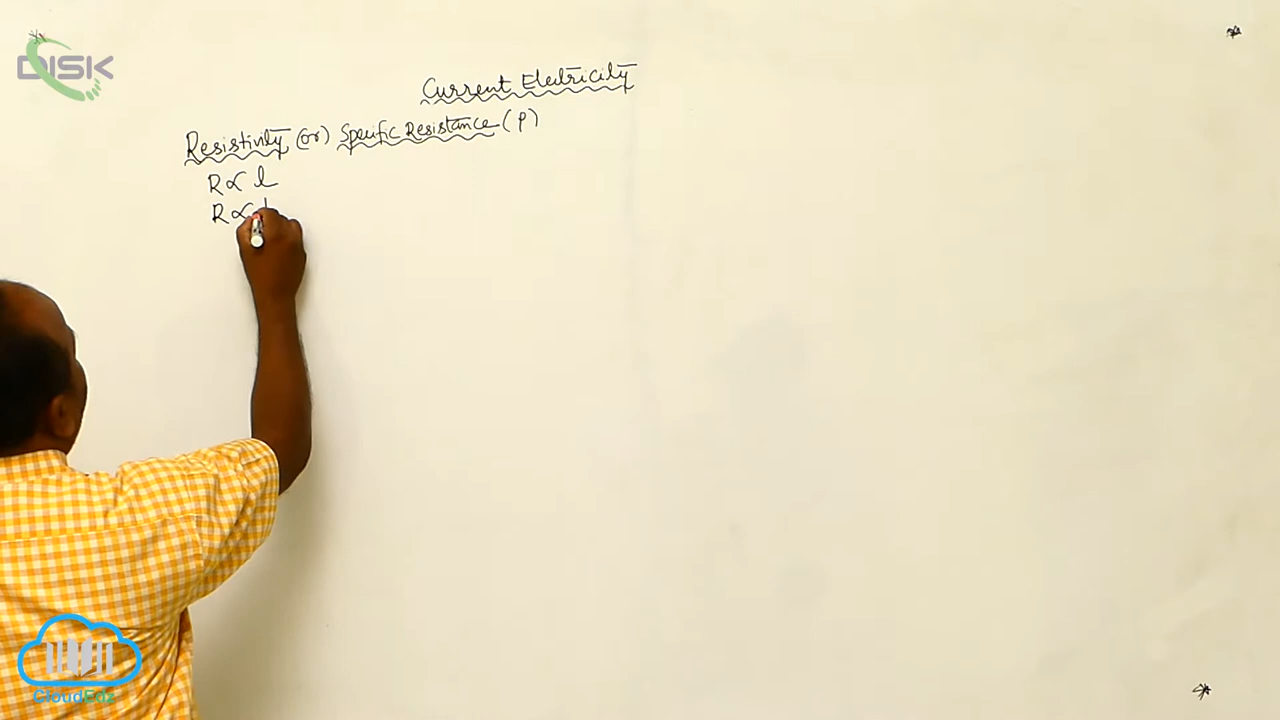 DISK
Current Electricity
Resistivity (or) Specific Resistance (ρ)
R ∝ l
R ∝
CloudEdz